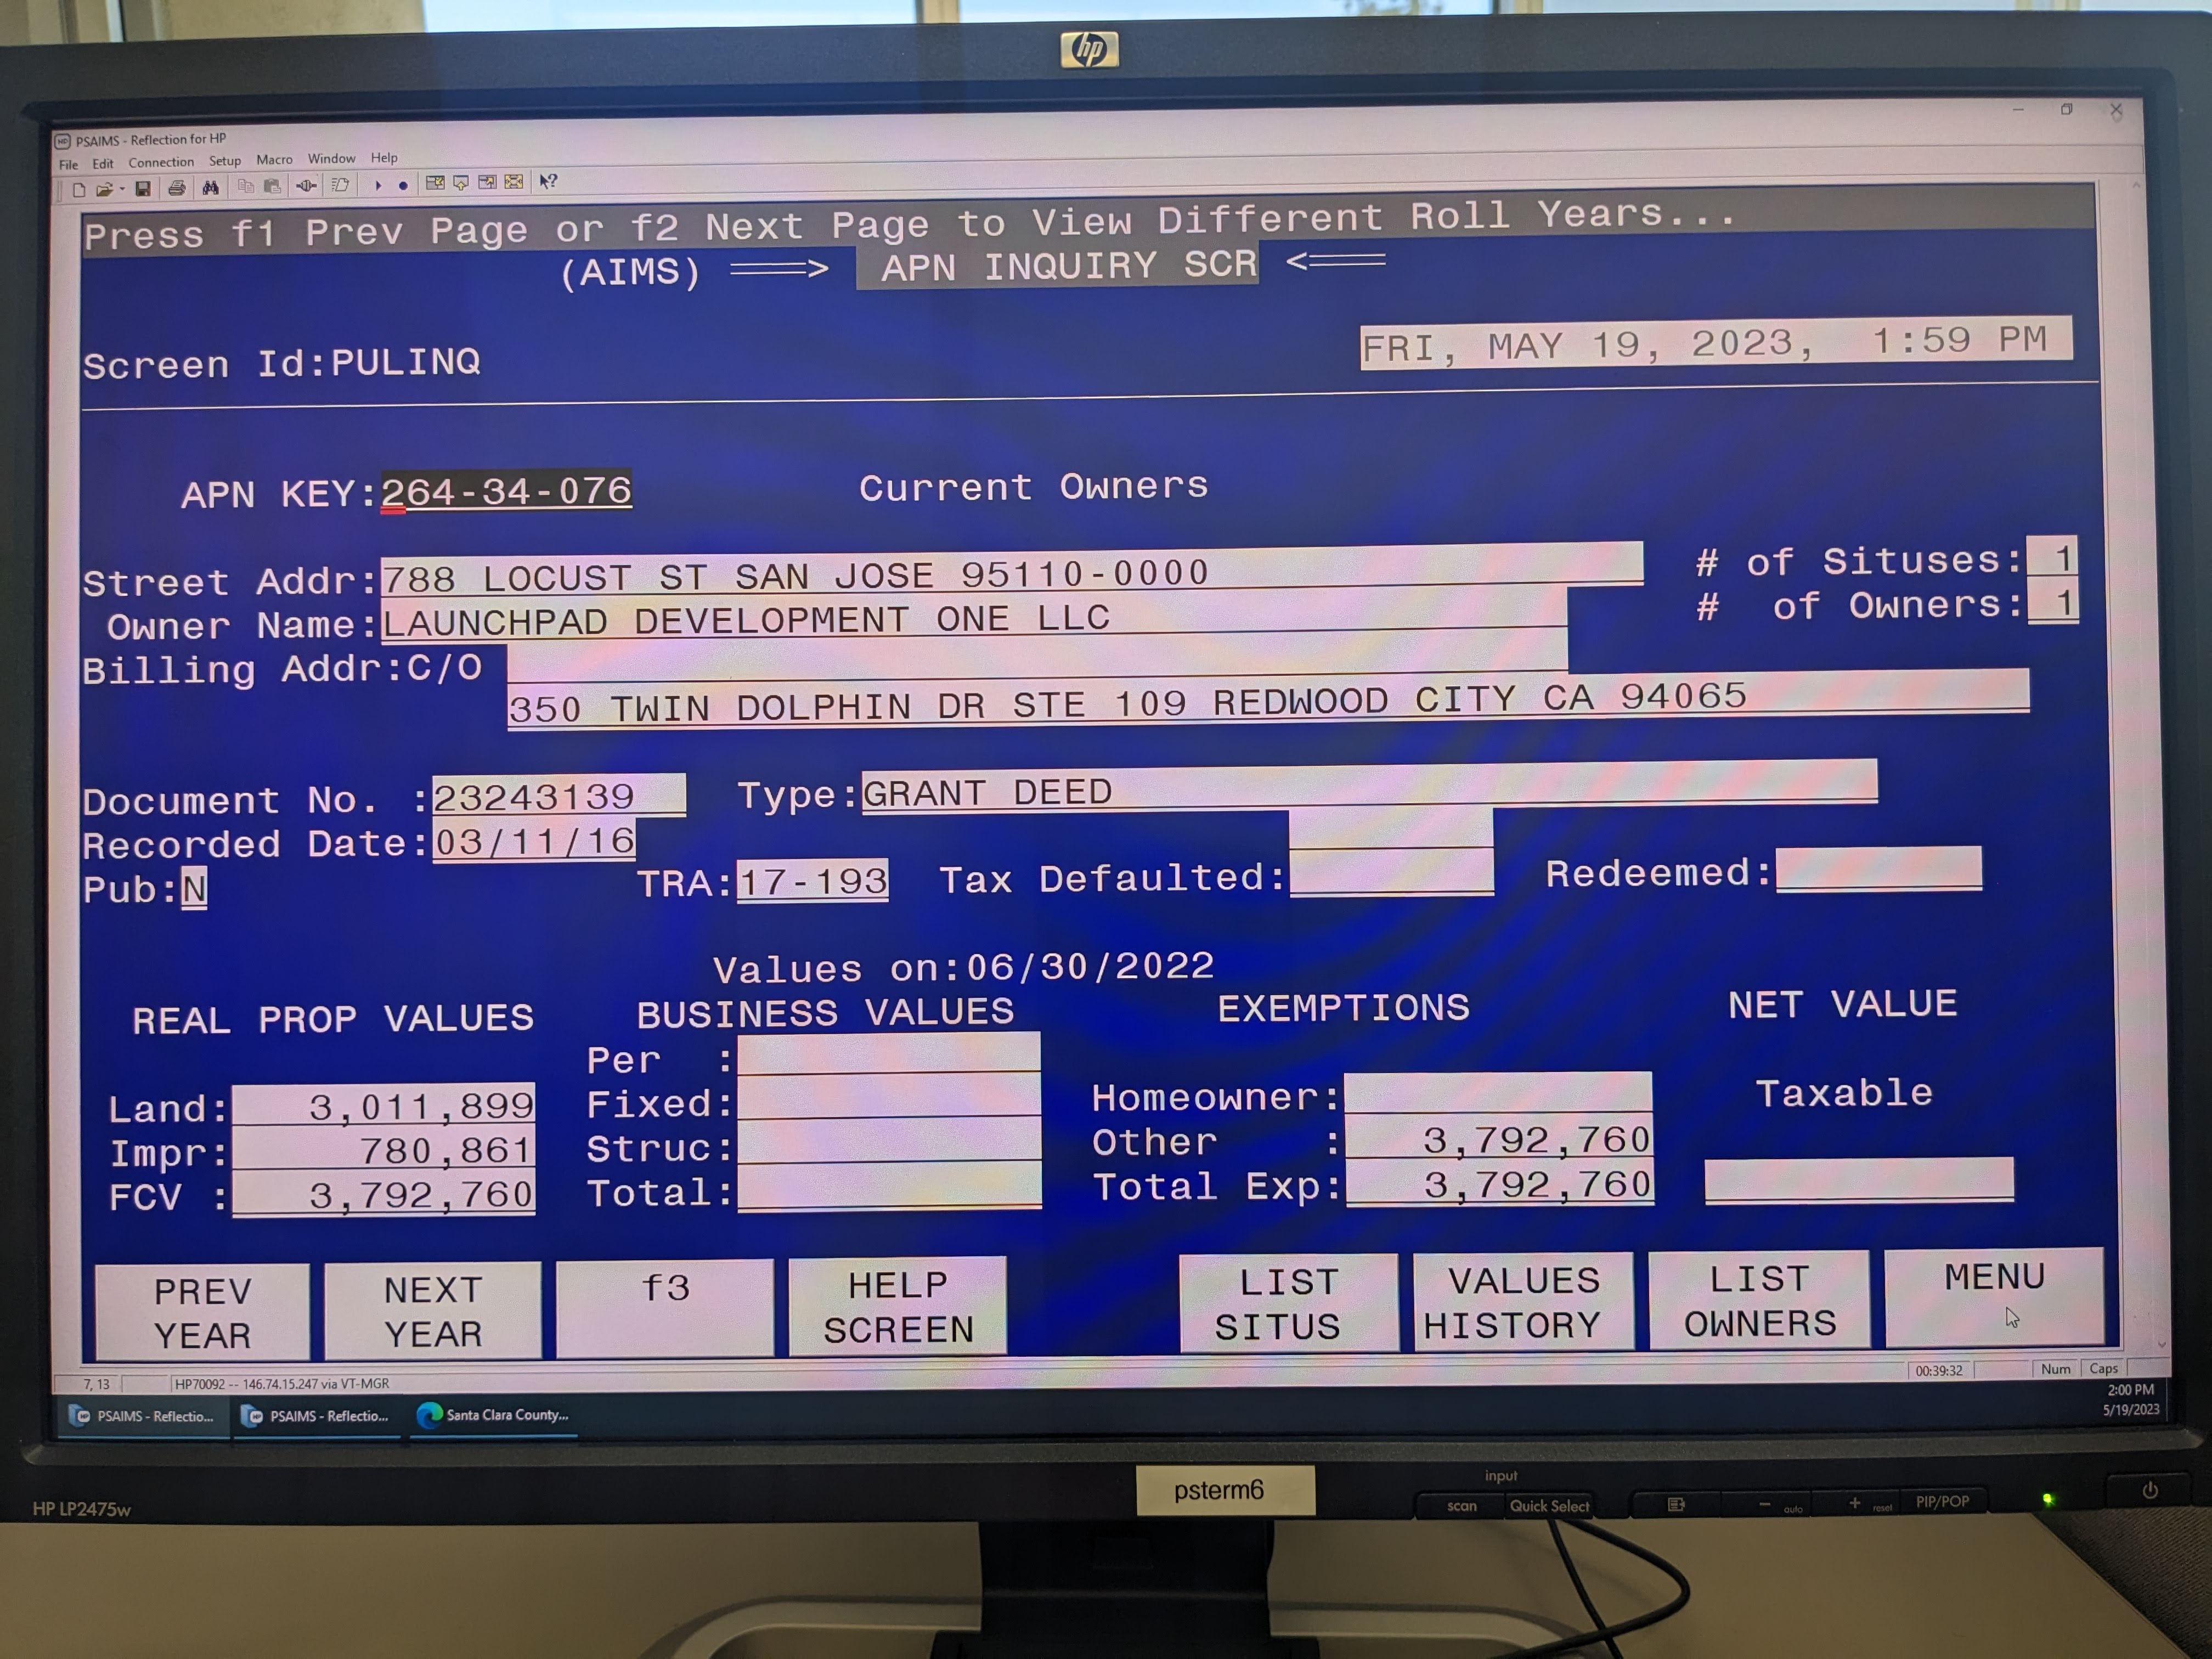 hp
PSAIMS - Reflection for HP
File Edit Connection Setup Macro Window Help
Press f1 Prev Page or f2 Next Page to View Different Roll Years...
(AIMS) ===> APN INQUIRY SCR <===
Screen Id:PULINQ
FRI, MAY 19, 2023, 1:59 PM
APN KEY:264-34-076 Current Owners
Street Addr:788 LOCUST ST SAN JOSE 95110-0000 # of Situses: 1
Owner Name:LAUNCHPAD DEVELOPMENT ONE LLC # of Owners: 1
Billing Addr:C/O
350 TWIN DOLPHIN DR STE 109 REDWOOD CITY CA 94065
Document No. :23243139 Type:GRANT DEED
Recorded Date:03/11/16
Pub:N TRA:17-193 Tax Defaulted: Redeemed:
Values on:06/30/2022
REAL PROP VALUES BUSINESS VALUES EXEMPTIONS NET VALUE
Per :
Land: 3,011,899 Fixed: Homeowner: Taxable
Impr: 780,861 Struc: Other : 3,792,760
FCV : 3,792,760 Total: Total Exp: 3,792,760
PREV YEAR
NEXT YEAR
f3
HELP SCREEN
LIST SITUS
VALUES HISTORY
LIST OWNERS
MENU
7, 13 HP70092 -- 146.74.15.247 via VT-MGR 00:39:32 Num Caps
PSAIMS - Reflectio... PSAIMS - Reflectio... Santa Clara County... 2:00 PM
5/19/2023
HP LP2475w
psterm6
input
scan Quick Select - auto + reset PIP/POP